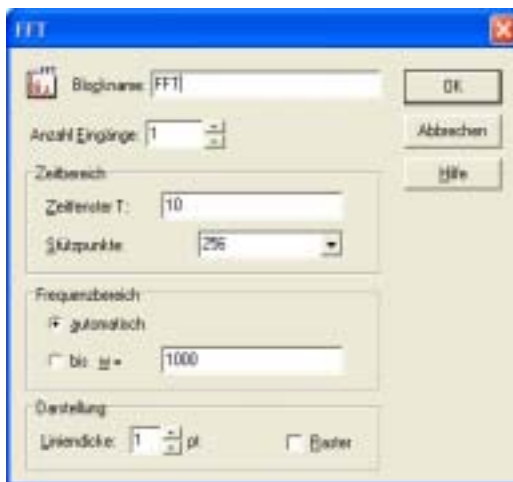 FFT
Blockname: FFT
OK
Anzahl Eingänge: 1
Abbrechen
Hilfe
Zeitbereich
Zeitfenster T: 10
Stützpunkte 256
Frequenzbereich
automatisch
bis w = 1000
Darstellung
Liniendicke: 1 pt
Raster